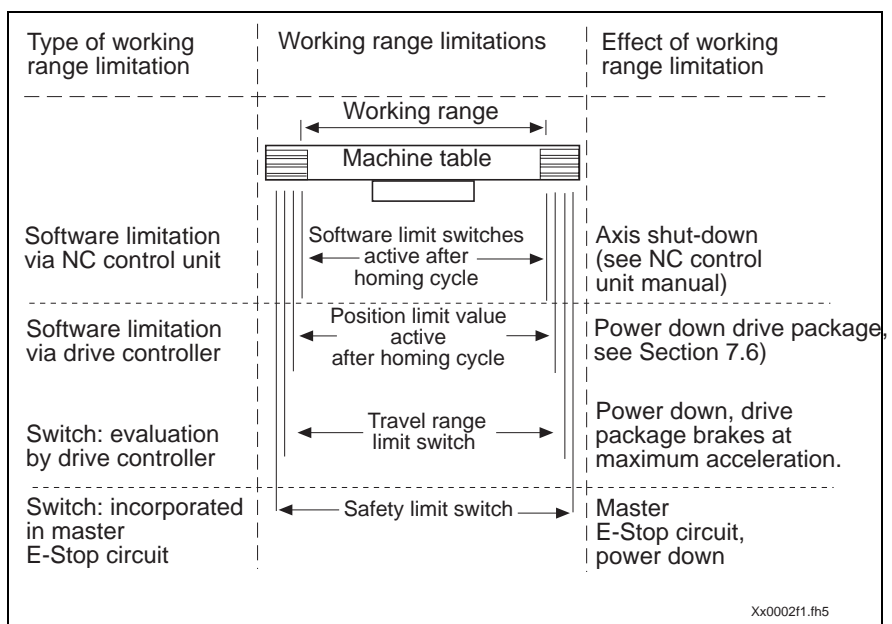 Type of working
range limitation
Working range limitations
Effect of working
range limitation
Working range
Machine table
Software limitation
via NC control unit
Software limit switches
active after
homing cycle
Axis shut-down
(see NC control
unit manual)
Software limitation
via drive controller
Position limit value
active
after homing cycle
Power down drive package,
see Section 7.6)
Switch: evaluation
by drive controller
Travel range
limit switch
Power down, drive
package brakes at
maximum acceleration.
Switch: incorporated
in master
E-Stop circuit
Safety limit switch
Master
E-Stop circuit,
power down
Xx0002f1.fh5